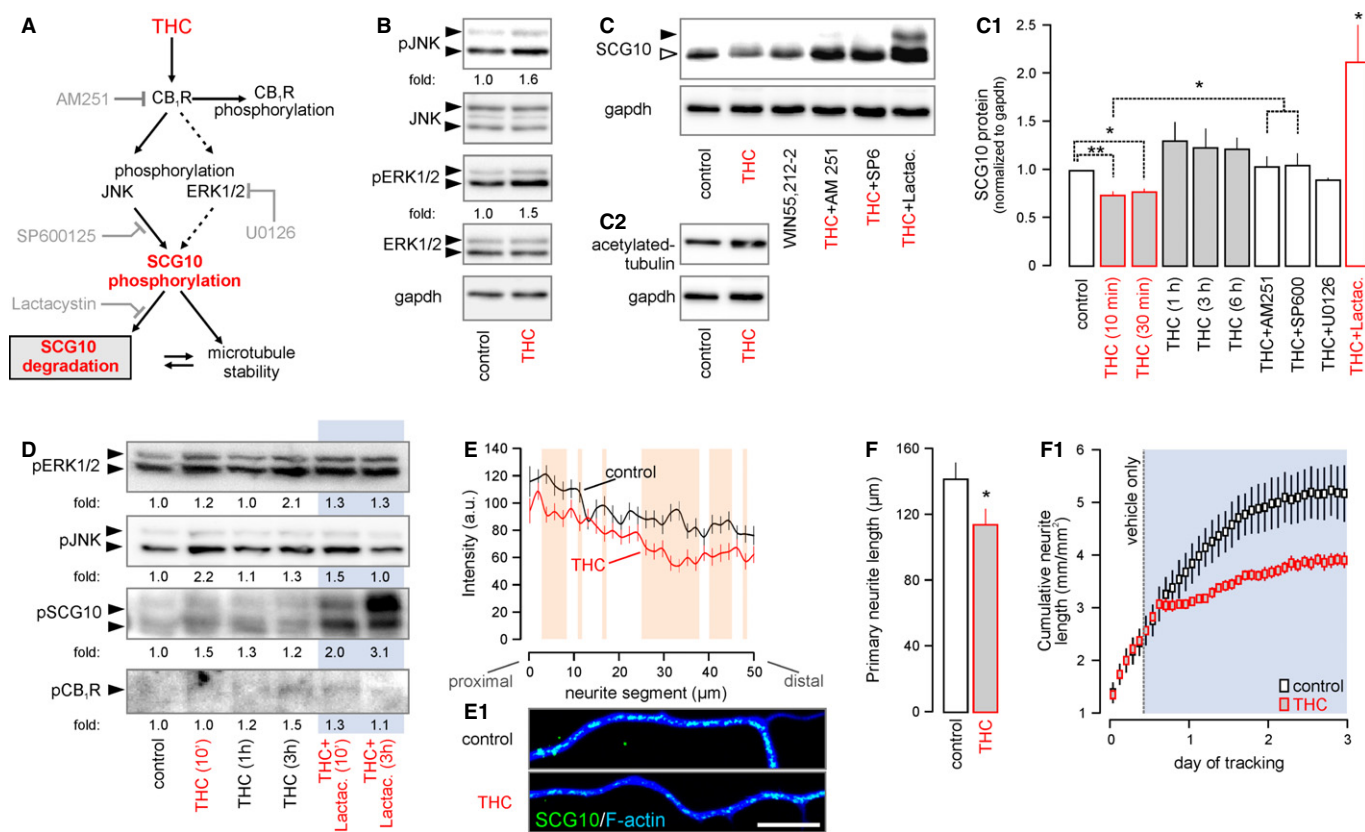 A
THC
AM251
CB₁R
CB₁R
phosphorylation
phosphorylation
JNK
ERK1/2
SP600125
U0126
SCG10
phosphorylation
Lactacystin
SCG10
degradation
microtubule
stability
B
pJNK
fold: 1.0 1.6
JNK
pERK1/2
fold: 1.0 1.5
ERK1/2
gapdh
control
THC
C
SCG10
gapdh
control
THC
WIN55,212-2
THC+AM 251
THC+SP6
THC+Lactac.
C2
acetylated-
tubulin
gapdh
control
THC
C1
SCG10 protein
(normalized to gapdh)
2.5
2.0
1.5
1.0
0.5
0
*
*
*
**
control
THC (10 min)
THC (30 min)
THC (1 h)
THC (3 h)
THC (6 h)
THC+AM251
THC+SP600
THC+U0126
THC+Lactac.
D
pERK1/2
fold: 1.0 1.2 1.0 2.1 1.3 1.3
pJNK
fold: 1.0 2.2 1.1 1.3 1.5 1.0
pSCG10
fold: 1.0 1.5 1.3 1.2 2.0 3.1
pCB₁R
fold: 1.0 1.0 1.2 1.5 1.3 1.1
control
THC (10')
THC (1h)
THC (3h)
THC+
Lactac. (10')
THC+
Lactac. (3h)
E
Intensity (a.u.)
140
120
100
80
60
40
20
0
control
THC
0 10 20 30 40 50
proximal
neurite segment (µm)
distal
E1
control
THC
SCG10/F-actin
F
Primary neurite length (µm)
160
120
80
40
0
*
control
THC
F1
Cumulative neurite
length (mm/mm²)
6
5
4
3
2
1
vehicle only
control
THC
0 1 2 3
day of tracking